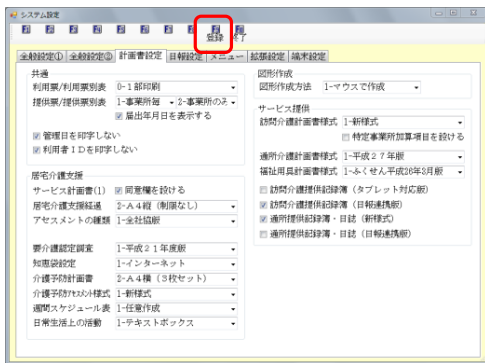 システム設定
登録 終了
全般設定① 全般設定② 計画書設定 日報設定 メニュー 拡張設定 端末設定
共通
利用票/利用票別表 0-1部印刷
提供票/提供票別表 1-事業所毎 2-事業所のみ
届出年月日を表示する
管理日を印字しない
利用者IDを印字しない
居宅介護支援
サービス計画書(1) 同意欄を設ける
居宅介護支援経過 2-A4縦 (制限なし)
アセスメントの種類 1-全社協版
要介護認定調査 1-平成21年度版
知恵袋設定 1-インターネット
介護予防計画書 2-A4横 (3枚セット)
介護予防ｱｾｽﾒﾝﾄ様式 1-新様式
週間スケジュール表 1-任意作成
日常生活上の活動 1-テキストボックス
図形作成
図形作成方法 1-マウスで作成
サービス提供
訪問介護計画書様式 1-新様式
特定事業所加算項目を設ける
通所介護計画書様式 1-平成27年版
福祉用具計画書様式 1-ふくせん平成26年3月版
訪問介護提供記録簿 (タブレット対応版)
訪問介護提供記録簿 (日報連携版)
通所提供記録簿・日誌 (新様式)
通所提供記録簿・日誌 (日報連携版)